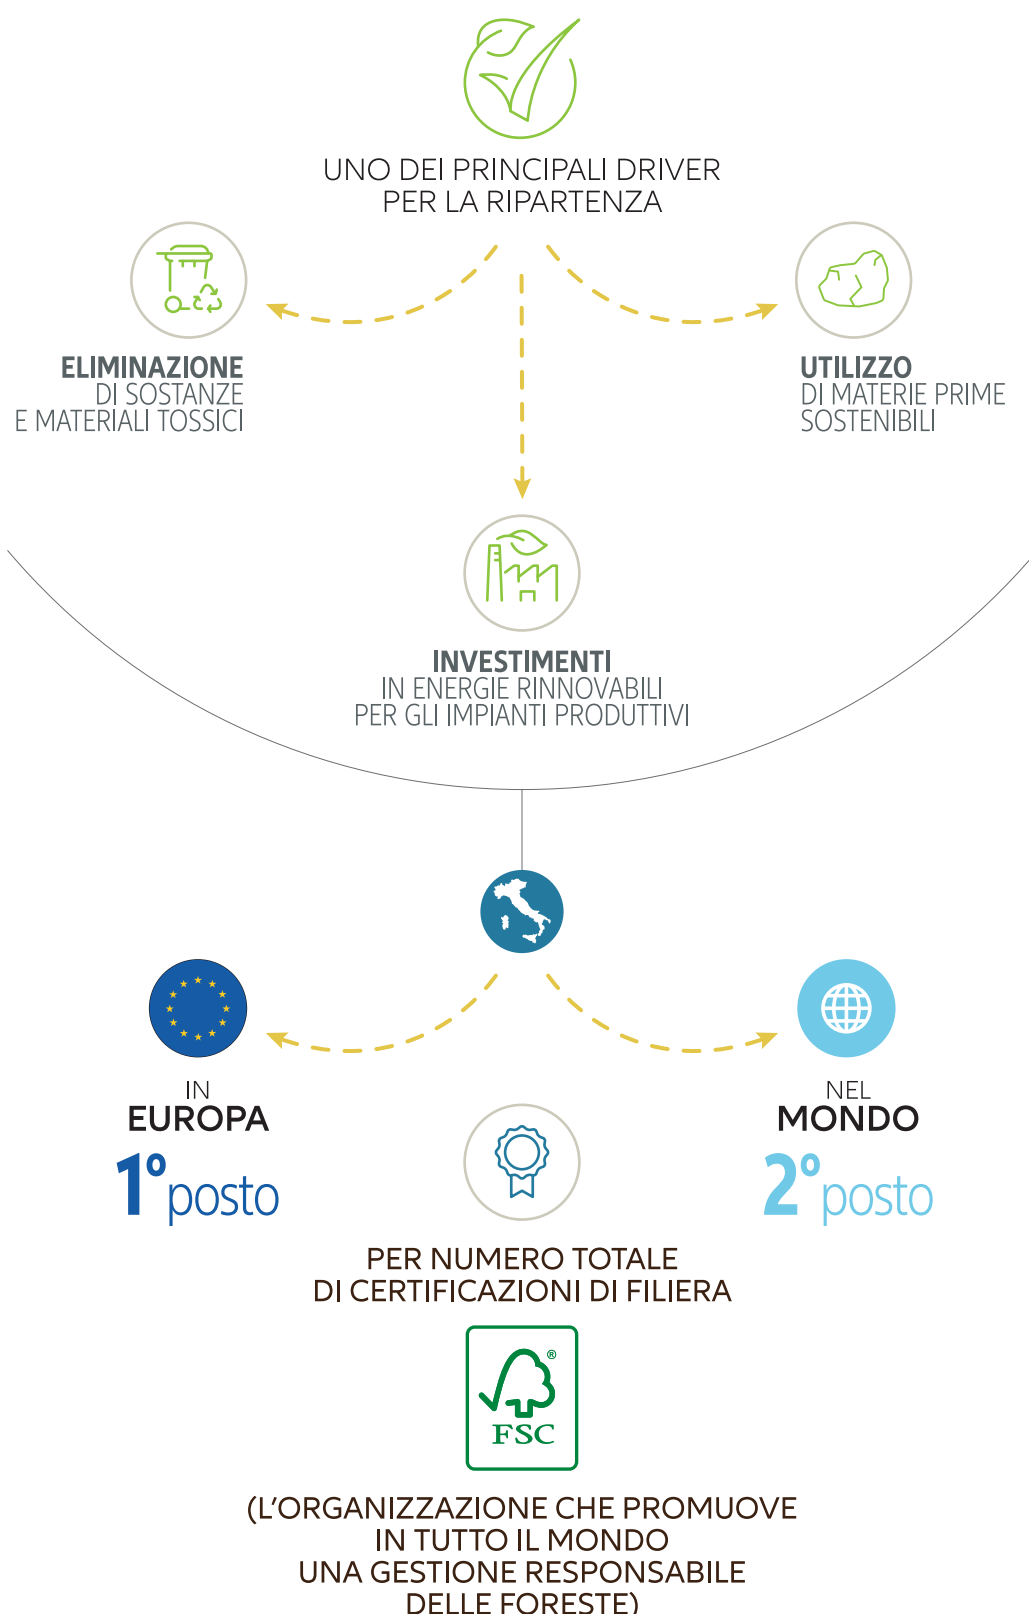 UNO DEI PRINCIPALI DRIVER
PER LA RIPARTENZA
ELIMINAZIONE
DI SOSTANZE
E MATERIALI TOSSICI
UTILIZZO
DI MATERIE PRIME
SOSTENIBILI
INVESTIMENTI
IN ENERGIE RINNOVABILI
PER GLI IMPIANTI PRODUTTIVI
IN
EUROPA
1° posto
NEL
MONDO
2° posto
PER NUMERO TOTALE
DI CERTIFICAZIONI DI FILIERA
®
FSC
(L'ORGANIZZAZIONE CHE PROMUOVE
IN TUTTO IL MONDO
UNA GESTIONE RESPONSABILE
DELLE FORESTE)